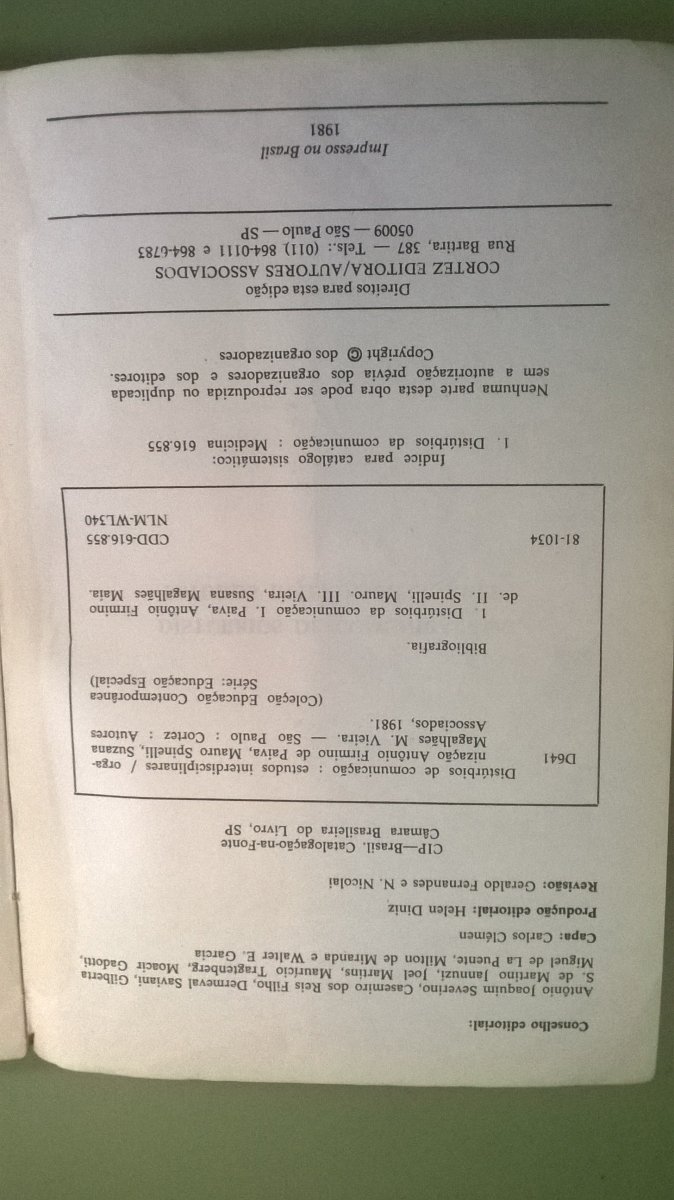 Conselho editorial:
Antônio Joaquim Severino, Casemiro dos Reis Filho, Dermeval Saviani, Gilberta
S. de Martino Jannuzi, Joel Martins, Maurício Tragtenberg, Moacir Gadotti,
Miguel de La Puente, Milton de Miranda e Walter E. Garcia
Capa: Carlos Clémen
Produção editorial: Helen Diniz
Revisão: Geraldo Fernandes e N. Nicolai
CIP—Brasil. Catalogação-na-Fonte
Câmara Brasileira do Livro, SP
Distúrbios de comunicação : estudos interdisciplinares / orga-
D641 nização Antônio Firmino de Paiva, Mauro Spinelli, Suzana
Magalhães M. Vieira. — São Paulo : Cortez : Autores
Associados, 1981.
(Coleção Educação Contemporânea
Série: Educação Especial)
Bibliografia.
1. Distúrbios da comunicação I. Paiva, Antônio Firmino
de. II. Spinelli, Mauro. III. Vieira, Susana Magalhães Maia.
81-1034 CDD-616.855
NLM-WL340
Índice para catálogo sistemático:
1. Distúrbios da comunicação : Medicina 616.855
Nenhuma parte desta obra pode ser reproduzida ou duplicada
sem a autorização prévia dos organizadores e dos editores.
Copyright © dos organizadores
Direitos para esta edição
CORTEZ EDITORA/AUTORES ASSOCIADOS
Rua Bartira, 387 — Tels.: (011) 864-0111 e 864-6783
05009 — São Paulo — SP
Impresso no Brasil
1981